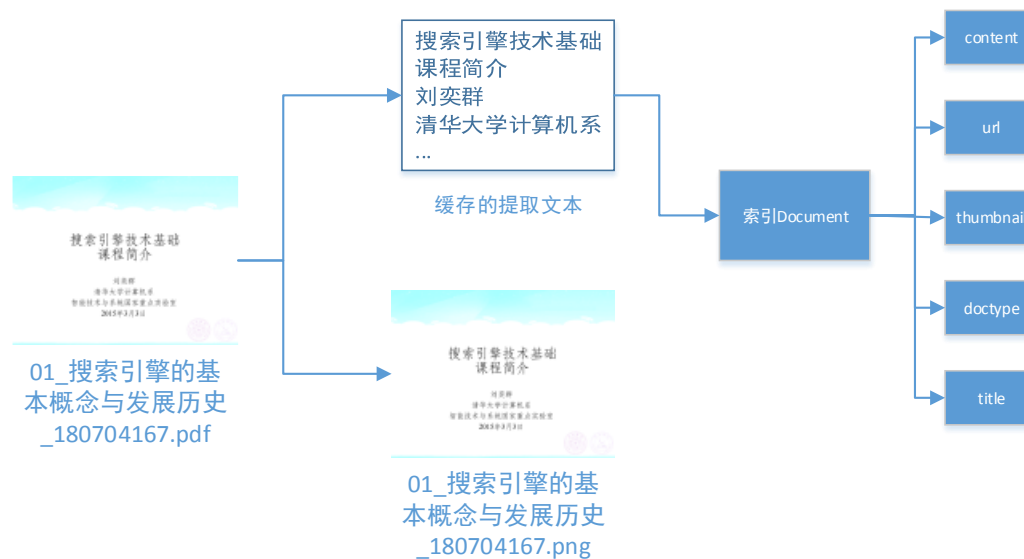 搜索引擎技术基础
课程简介
刘奕群
清华大学计算机系
智能技术与系统国家重点实验室
2015年3月3日
01_搜索引擎的基
本概念与发展历史
_180704167.pdf
搜索引擎技术基础
课程简介
刘奕群
清华大学计算机系
...
缓存的提取文本
搜索引擎技术基础
课程简介
刘奕群
清华大学计算机系
智能技术与系统国家重点实验室
2015年3月3日
01_搜索引擎的基
本概念与发展历史
_180704167.png
索引Document
content
url
thumbnail
doctype
title